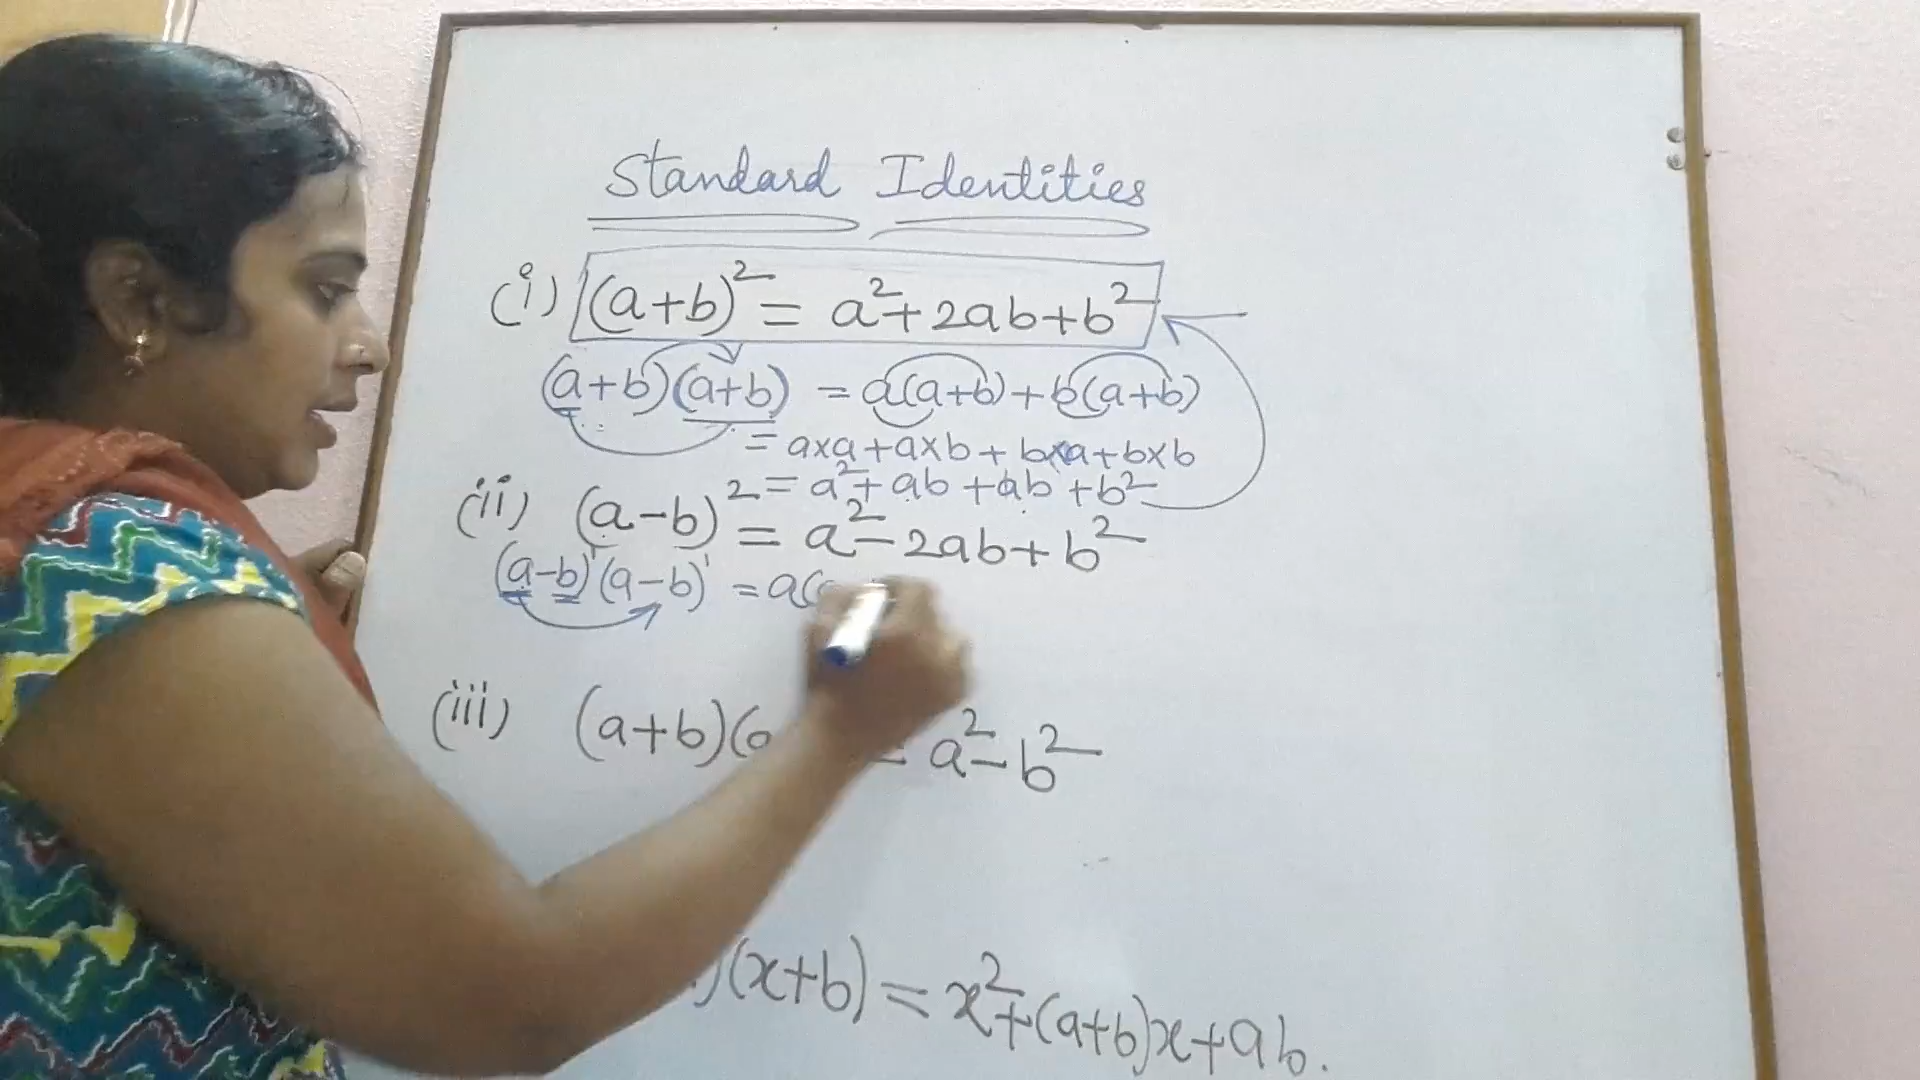 Standard Identities
(i) (a+b)² = a²+2ab+b²
(a+b)(a+b) = a(a+b)+b(a+b)
= a×a+a×b+b×a+b×b
= a²+ab+ab+b²
(ii) (a-b)² = a²-2ab+b²
(a-b)'(a-b)' = a(
(iii) (a+b)( = a²-b²
)(x+b) = x²+(a+b)x+ab.